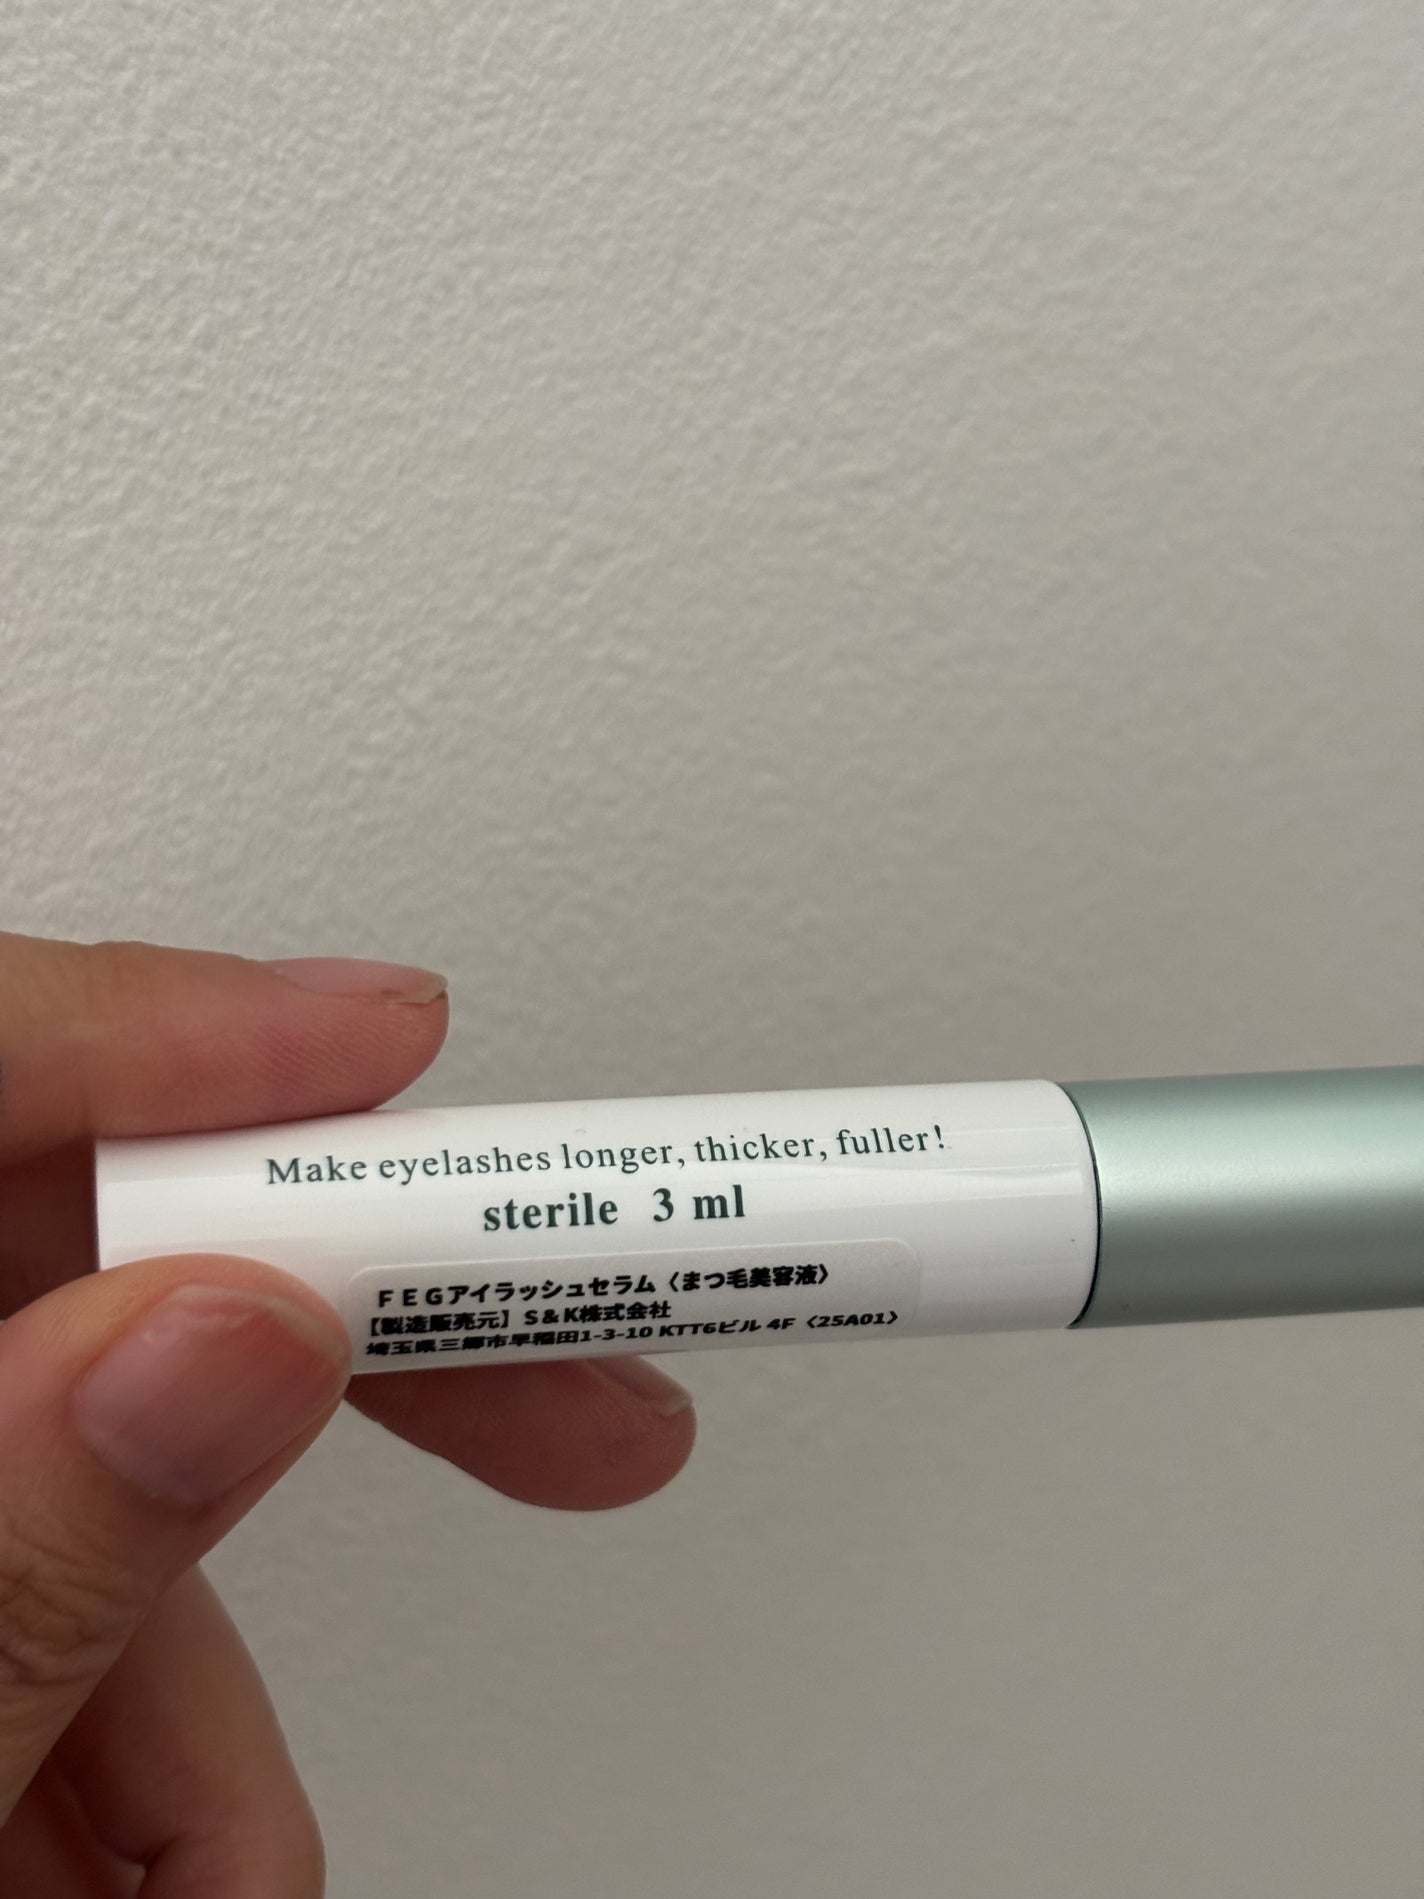 Make eyelashes longer, thicker, fuller!
sterile 3 ml
FEGアイラッシュセラム〈まつ毛美容液〉
【製造販売元】S&K株式会社
埼玉県三郷市早稲田1-3-10 KTT6ビル 4F 〈25A01〉